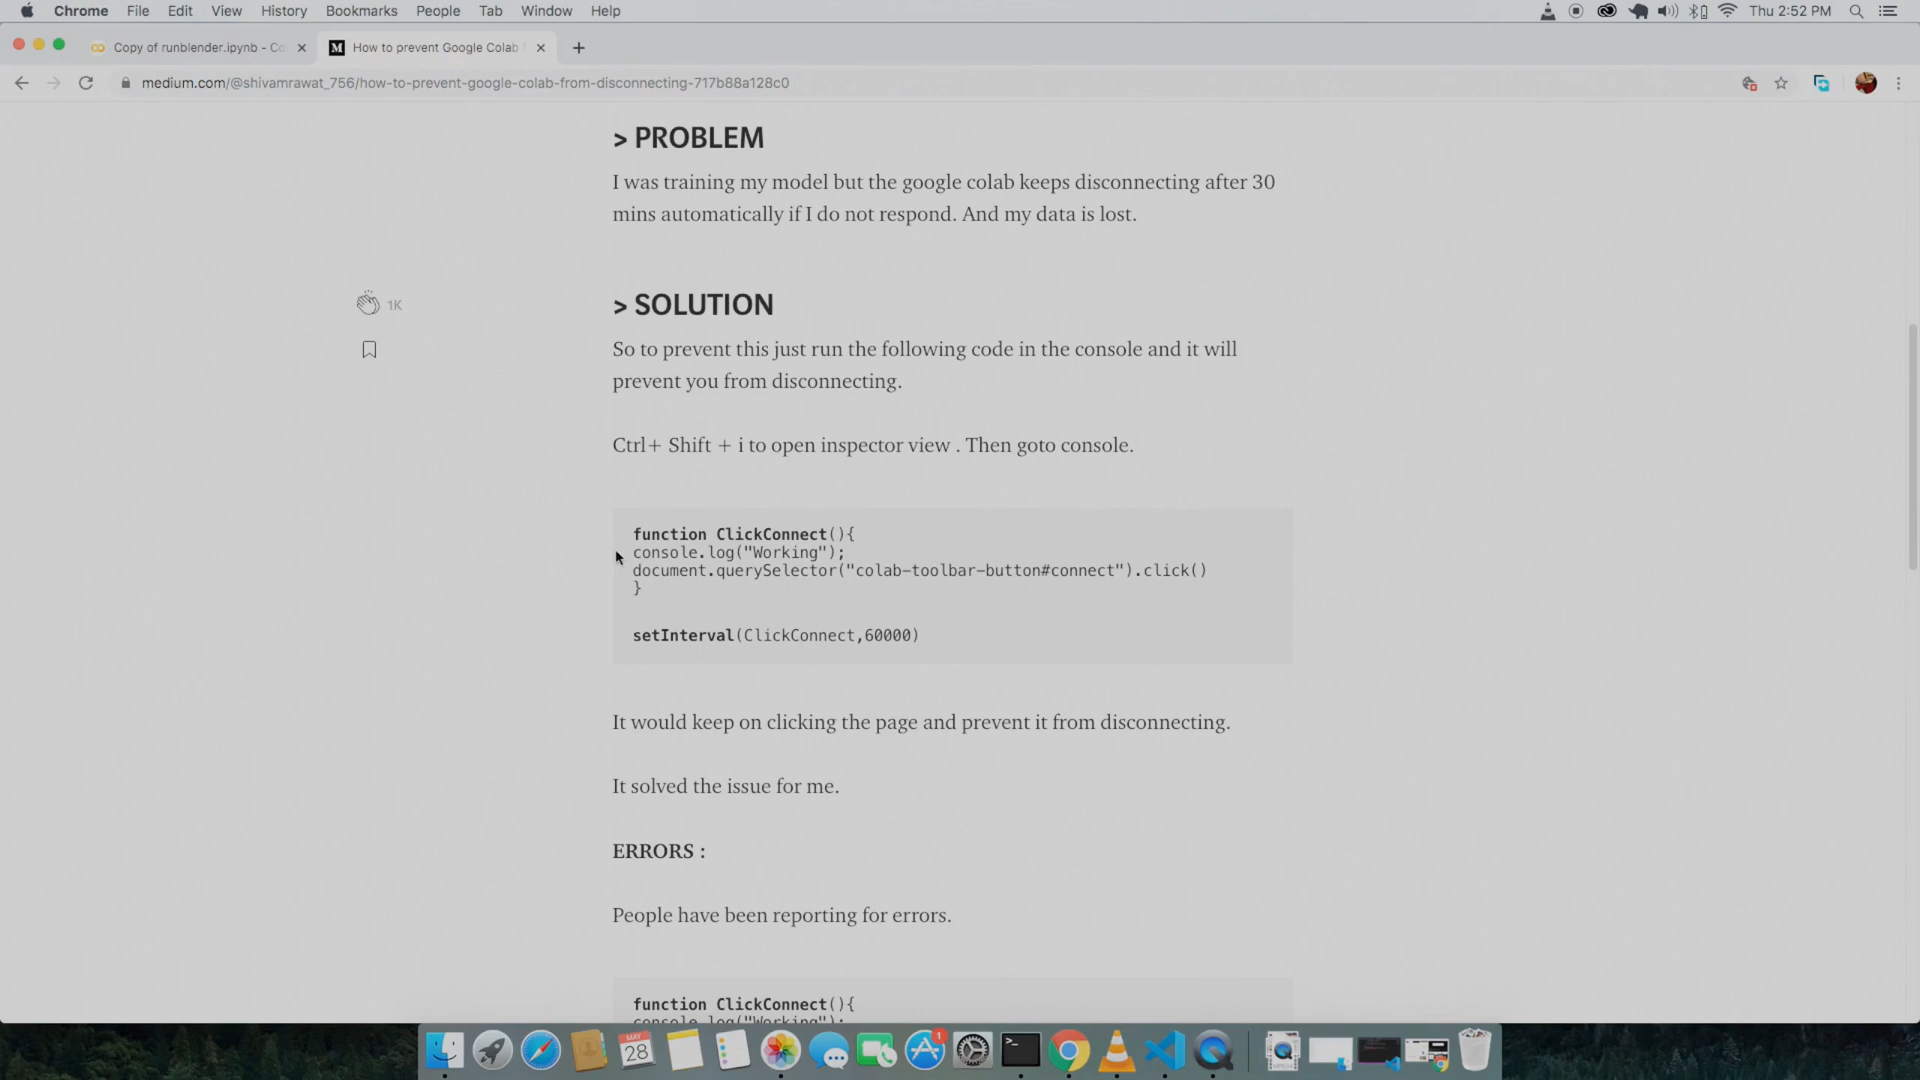 Chrome File Edit View History Bookmarks People Tab Window Help Thu 2:52 PM
Copy of runblender.ipynb - Co
How to prevent Google Colab
medium.com/@shivamrawat_756/how-to-prevent-google-colab-from-disconnecting-717b88a128c0
> PROBLEM
I was training my model but the google colab keeps disconnecting after 30
mins automatically if I do not respond. And my data is lost.
1K
> SOLUTION
So to prevent this just run the following code in the console and it will
prevent you from disconnecting.
Ctrl+ Shift + i to open inspector view . Then goto console.
function ClickConnect(){
console.log("Working");
document.querySelector("colab-toolbar-button#connect").click()
}
setInterval(ClickConnect,60000)
It would keep on clicking the page and prevent it from disconnecting.
It solved the issue for me.
ERRORS :
People have been reporting for errors.
function ClickConnect(){
console.log("Working");
MAY
28
1
>_